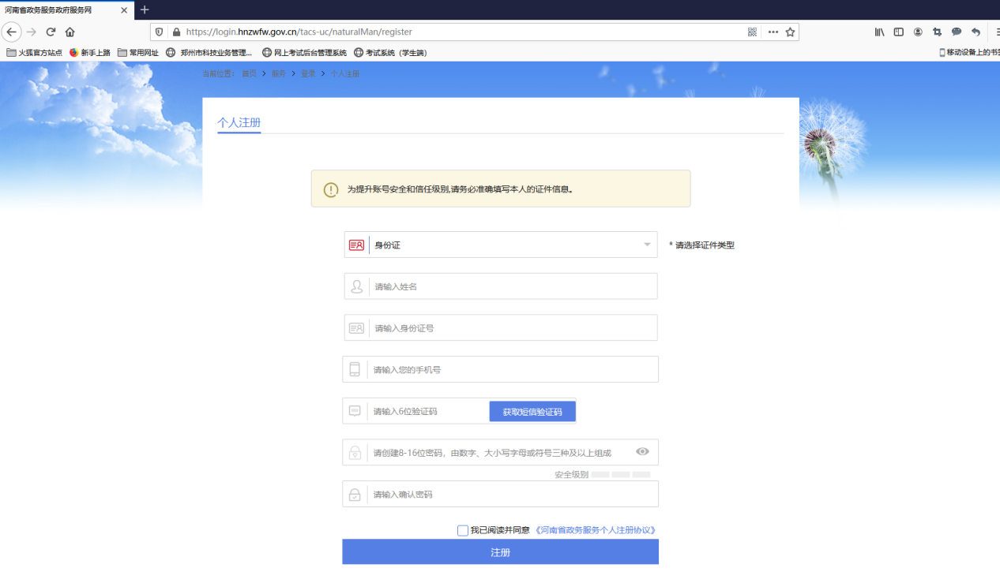 河南省政务服务政府服务网
https://login.hnzwfw.gov.cn/tacs-uc/naturalMan/register
火狐官方站点 新手上路 常用网址 郑州市科技业务管理... 网上考试后台管理系统 考试系统（学生端） 移动设备上的书签
当前位置： 首页 > 服务 > 登录 > 个人注册
个人注册
为提升账号安全和信任级别,请务必准确填写本人的证件信息。
身份证 * 请选择证件类型
请输入姓名
请输入身份证号
请输入您的手机号
请输入6位验证码 获取短信验证码
请创建8-16位密码，由数字、大小写字母或符号三种及以上组成
安全级别
请输入确认密码
我已阅读并同意 《河南省政务服务个人注册协议》
注册